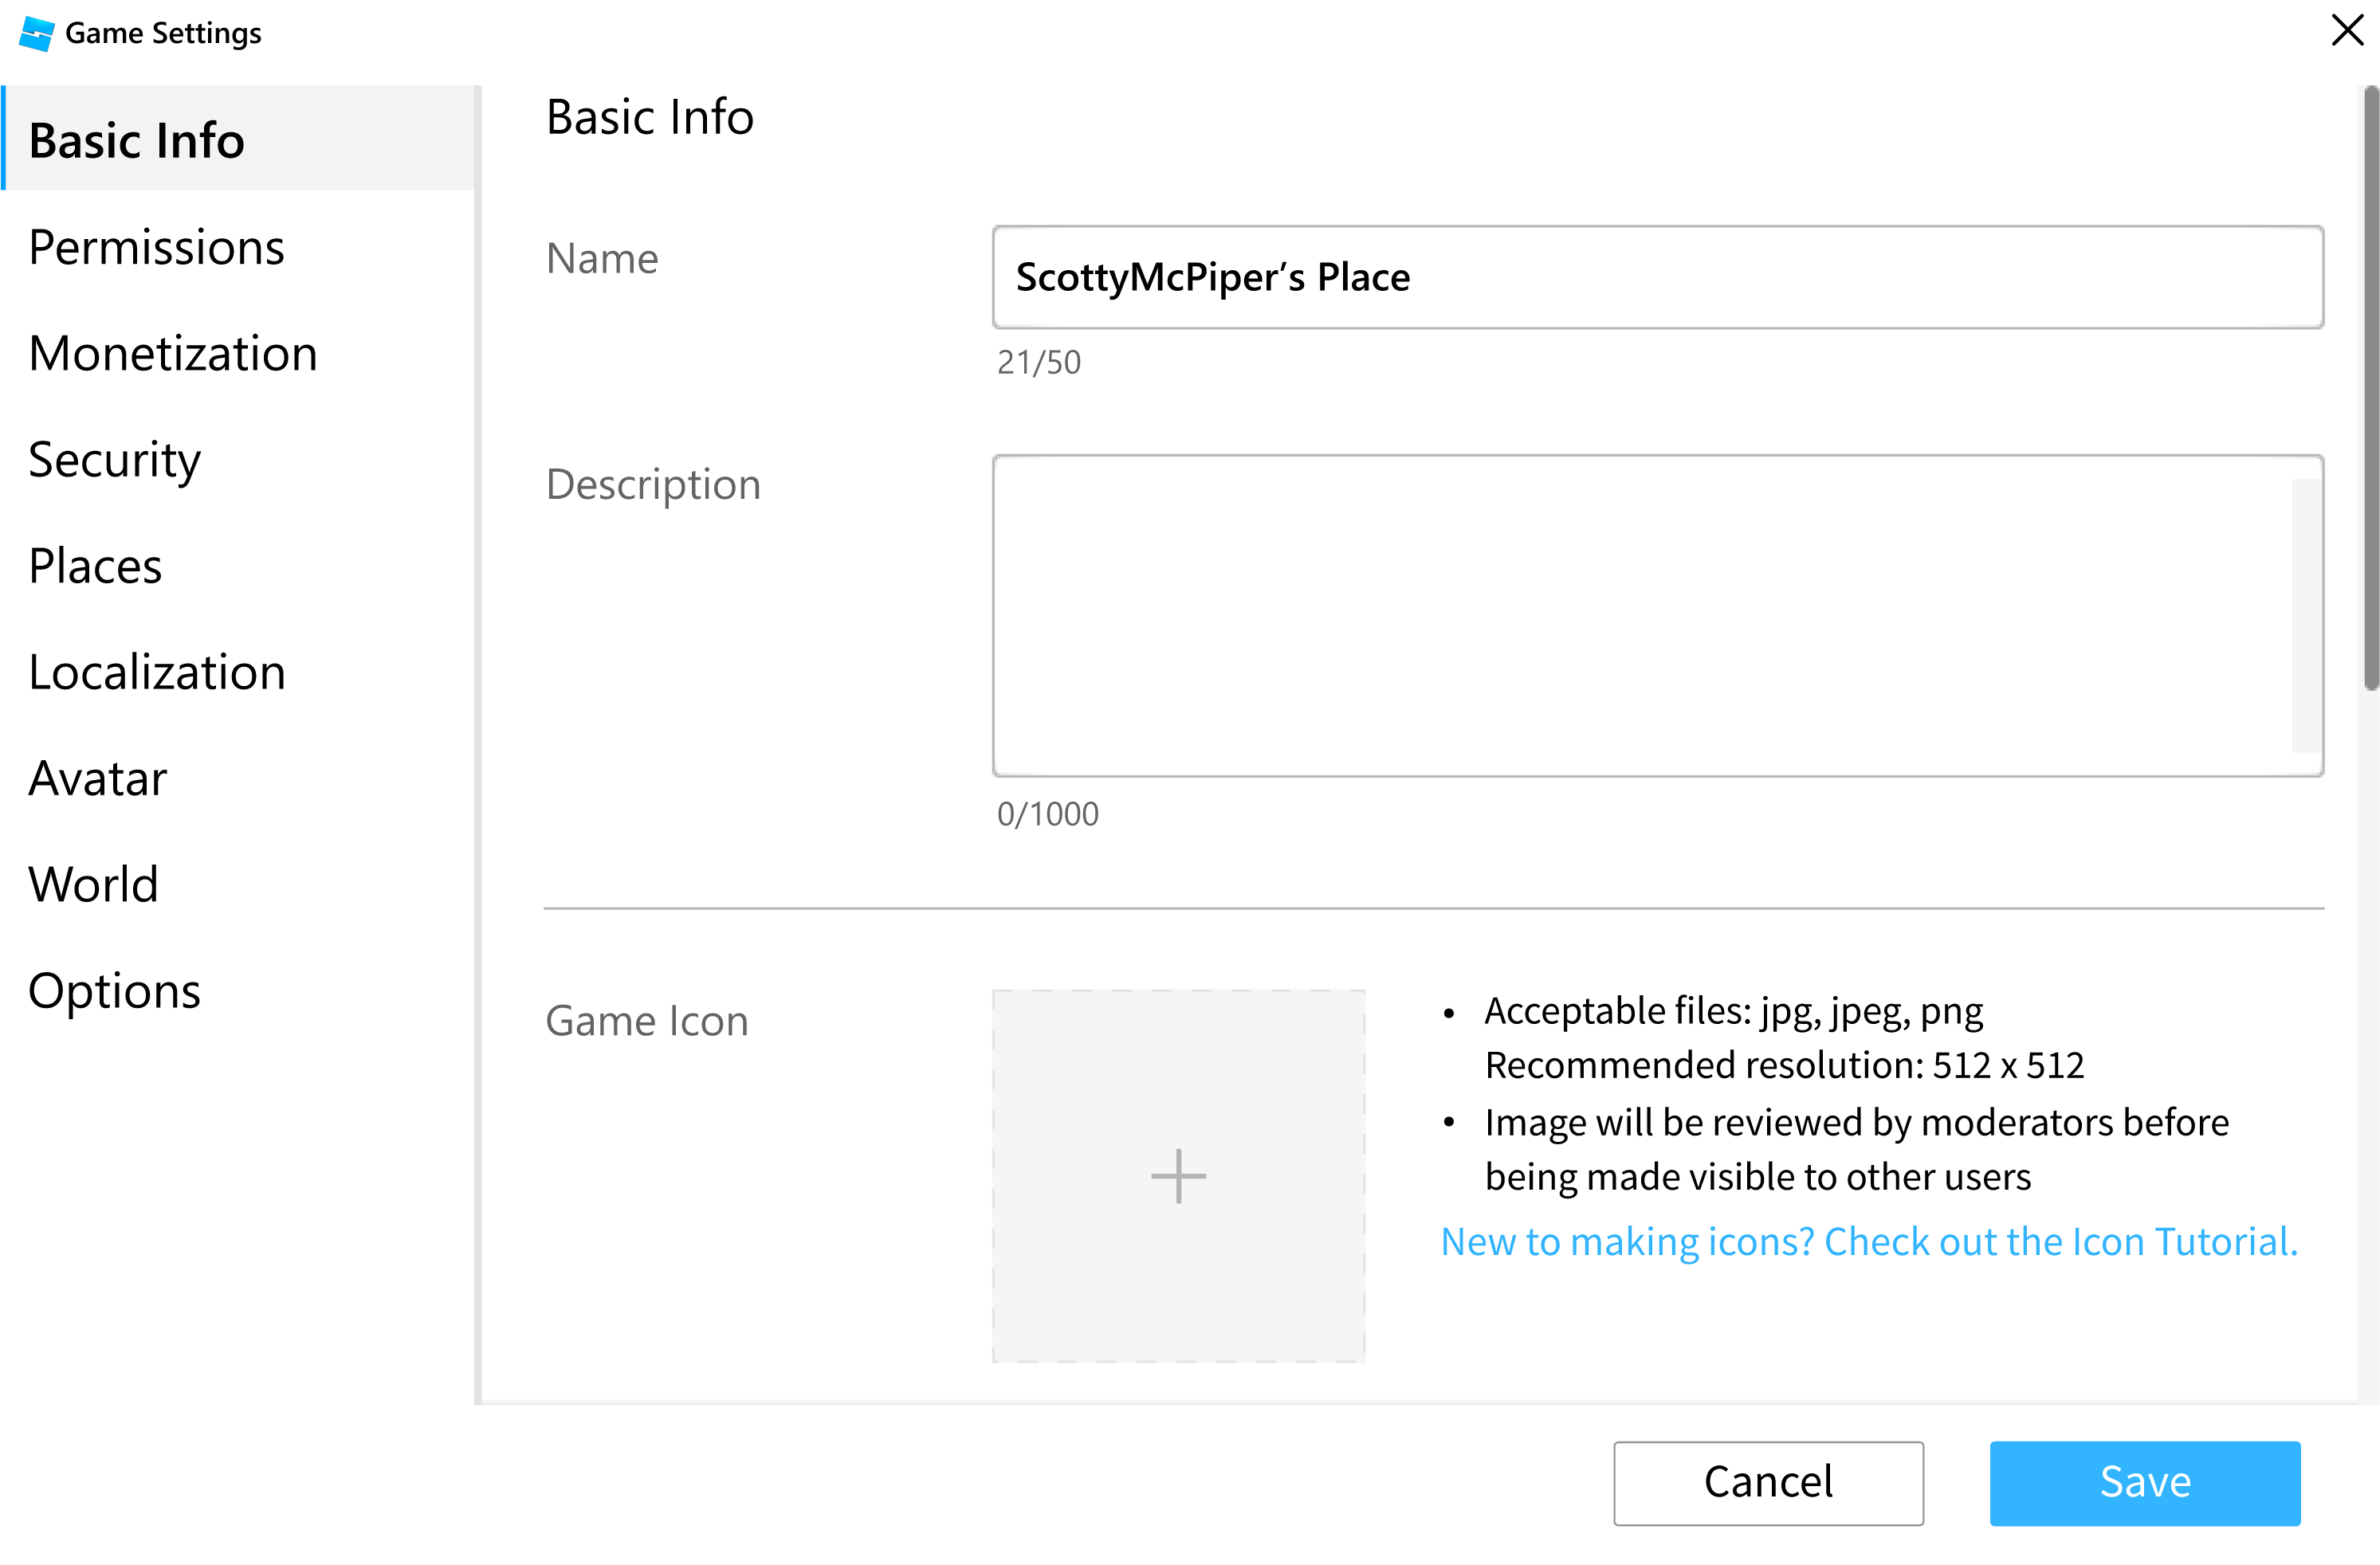 Game Settings
Basic Info
Permissions
Monetization
Security
Places
Localization
Avatar
World
Options
Basic Info
Name
ScottyMcPiper’s Place
21/50
Description
0/1000
Game Icon
• Acceptable files: jpg, jpeg, png
Recommended resolution: 512 x 512
• Image will be reviewed by moderators before
being made visible to other users
New to making icons? Check out the Icon Tutorial.
Cancel
Save